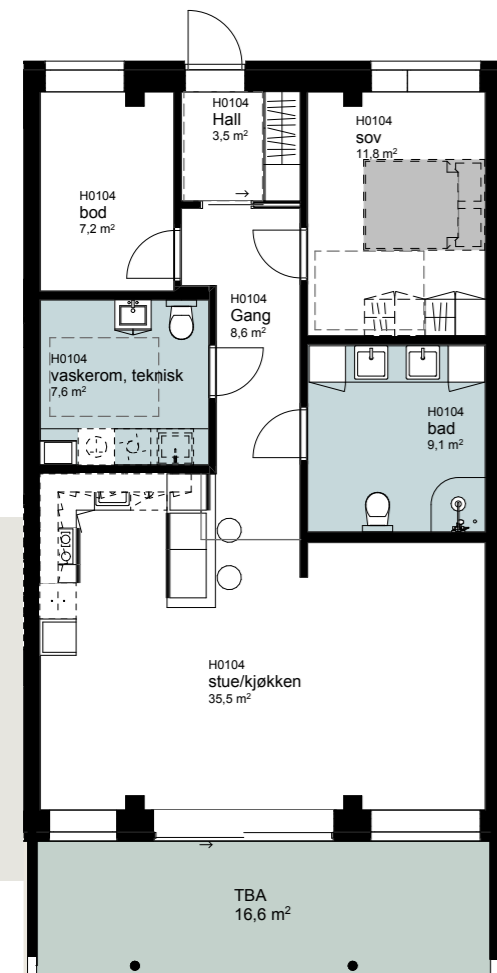 H0104
Hall
3,5 m²
H0104
sov
11,8 m²
H0104
bod
7,2 m²
H0104
Gang
8,6 m²
H0104
vaskerom, teknisk
7,6 m²
H0104
bad
9,1 m²
H0104
stue/kjøkken
35,5 m²
TBA
16,6 m²